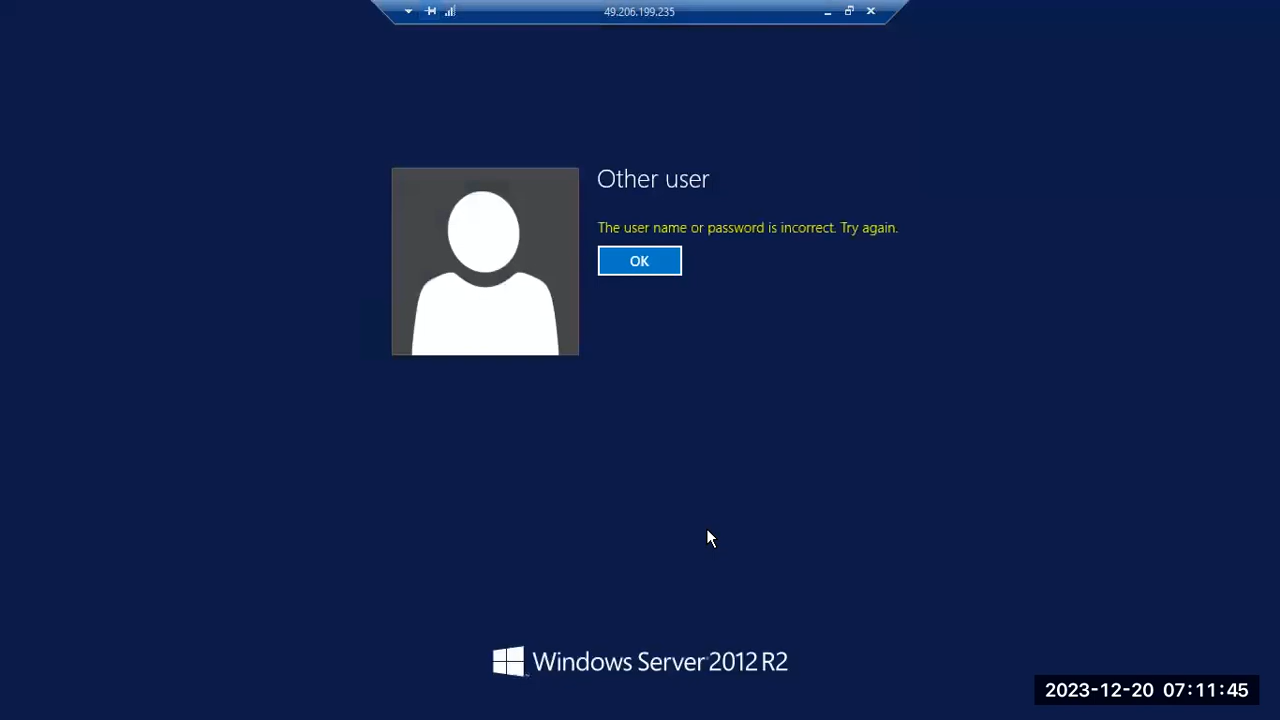 49.206.199.235
Other user
The user name or password is incorrect. Try again.
OK
Windows Server 2012 R2
2023-12-20 07:11:45